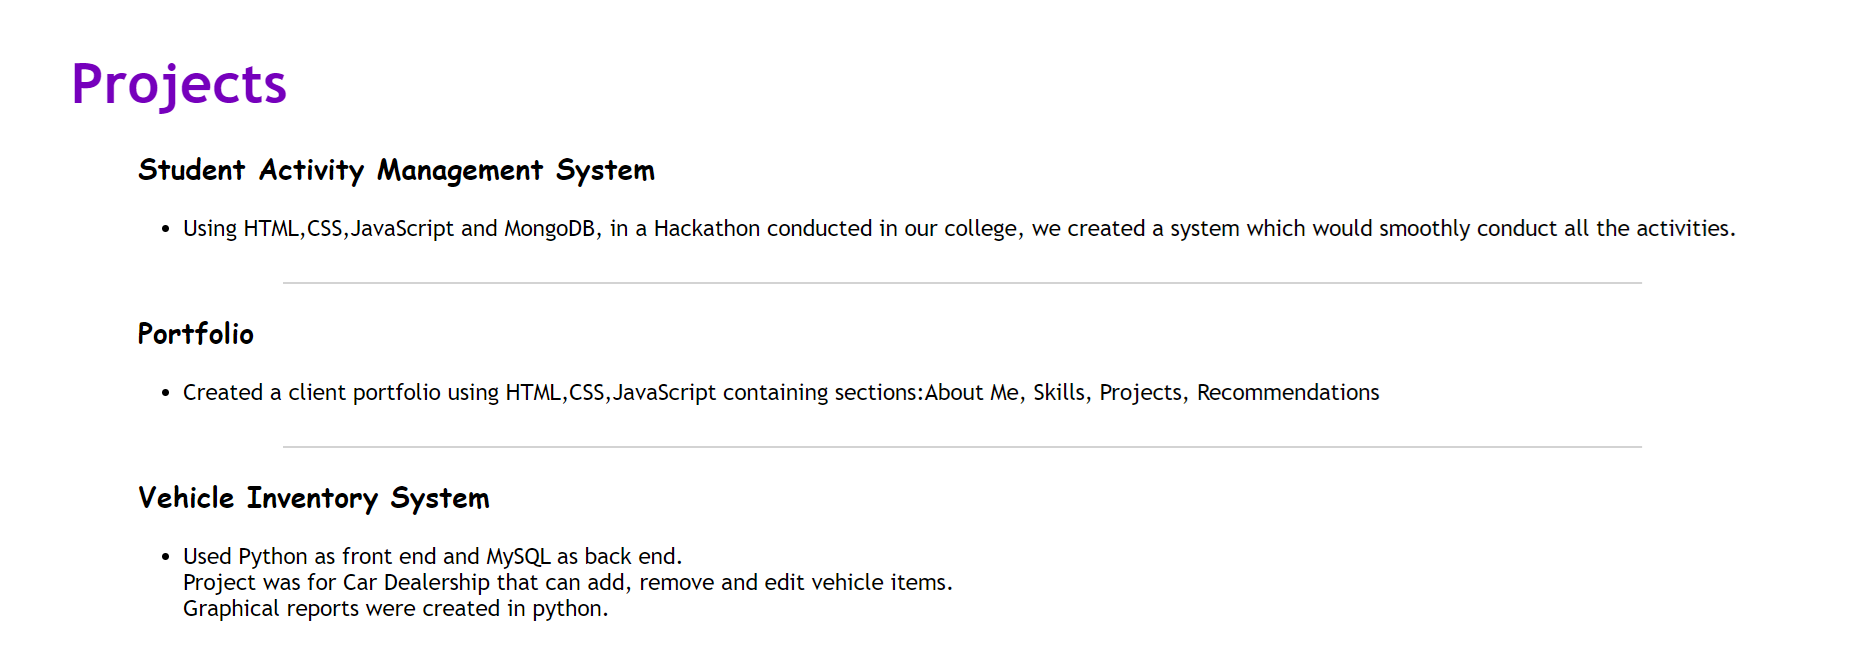 Projects
Student Activity Management System
• Using HTML,CSS,JavaScript and MongoDB, in a Hackathon conducted in our college, we created a system which would smoothly conduct all the activities.
Portfolio
• Created a client portfolio using HTML,CSS,JavaScript containing sections:About Me, Skills, Projects, Recommendations
Vehicle Inventory System
• Used Python as front end and MySQL as back end.
Project was for Car Dealership that can add, remove and edit vehicle items.
Graphical reports were created in python.